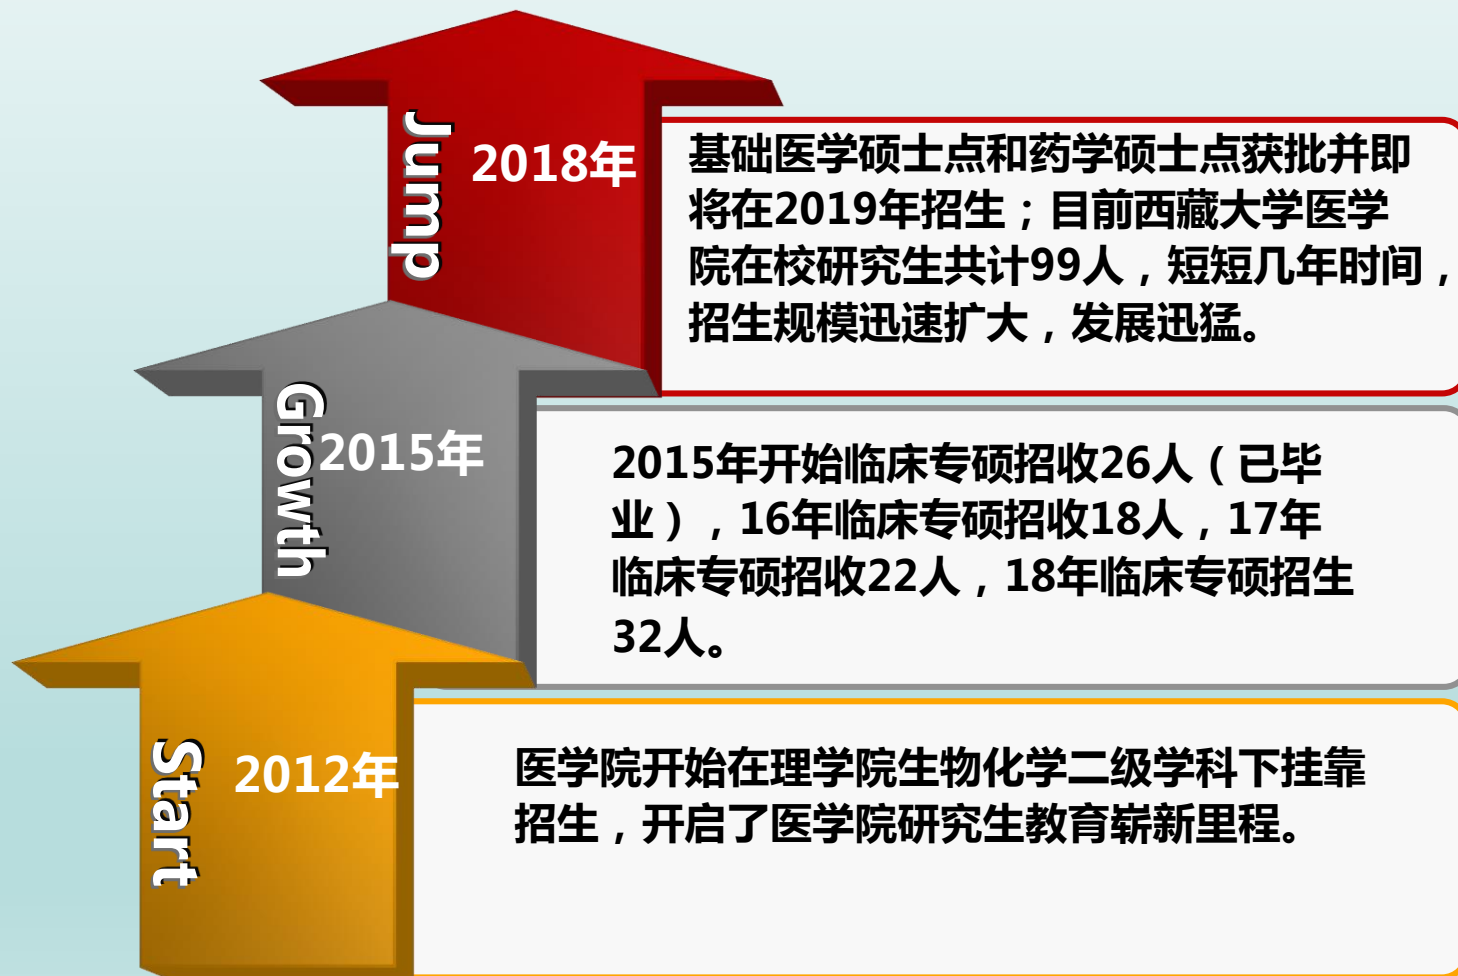 Jump
2018年
基础医学硕士点和药学硕士点获批并即
将在2019年招生；目前西藏大学医学
院在校研究生共计99人，短短几年时间，
招生规模迅速扩大，发展迅猛。
Growth
2015年
2015年开始临床专硕招收26人（已毕
业），16年临床专硕招收18人，17年
临床专硕招收22人，18年临床专硕招生
32人。
Start
2012年
医学院开始在理学院生物化学二级学科下挂靠
招生，开启了医学院研究生教育崭新里程。